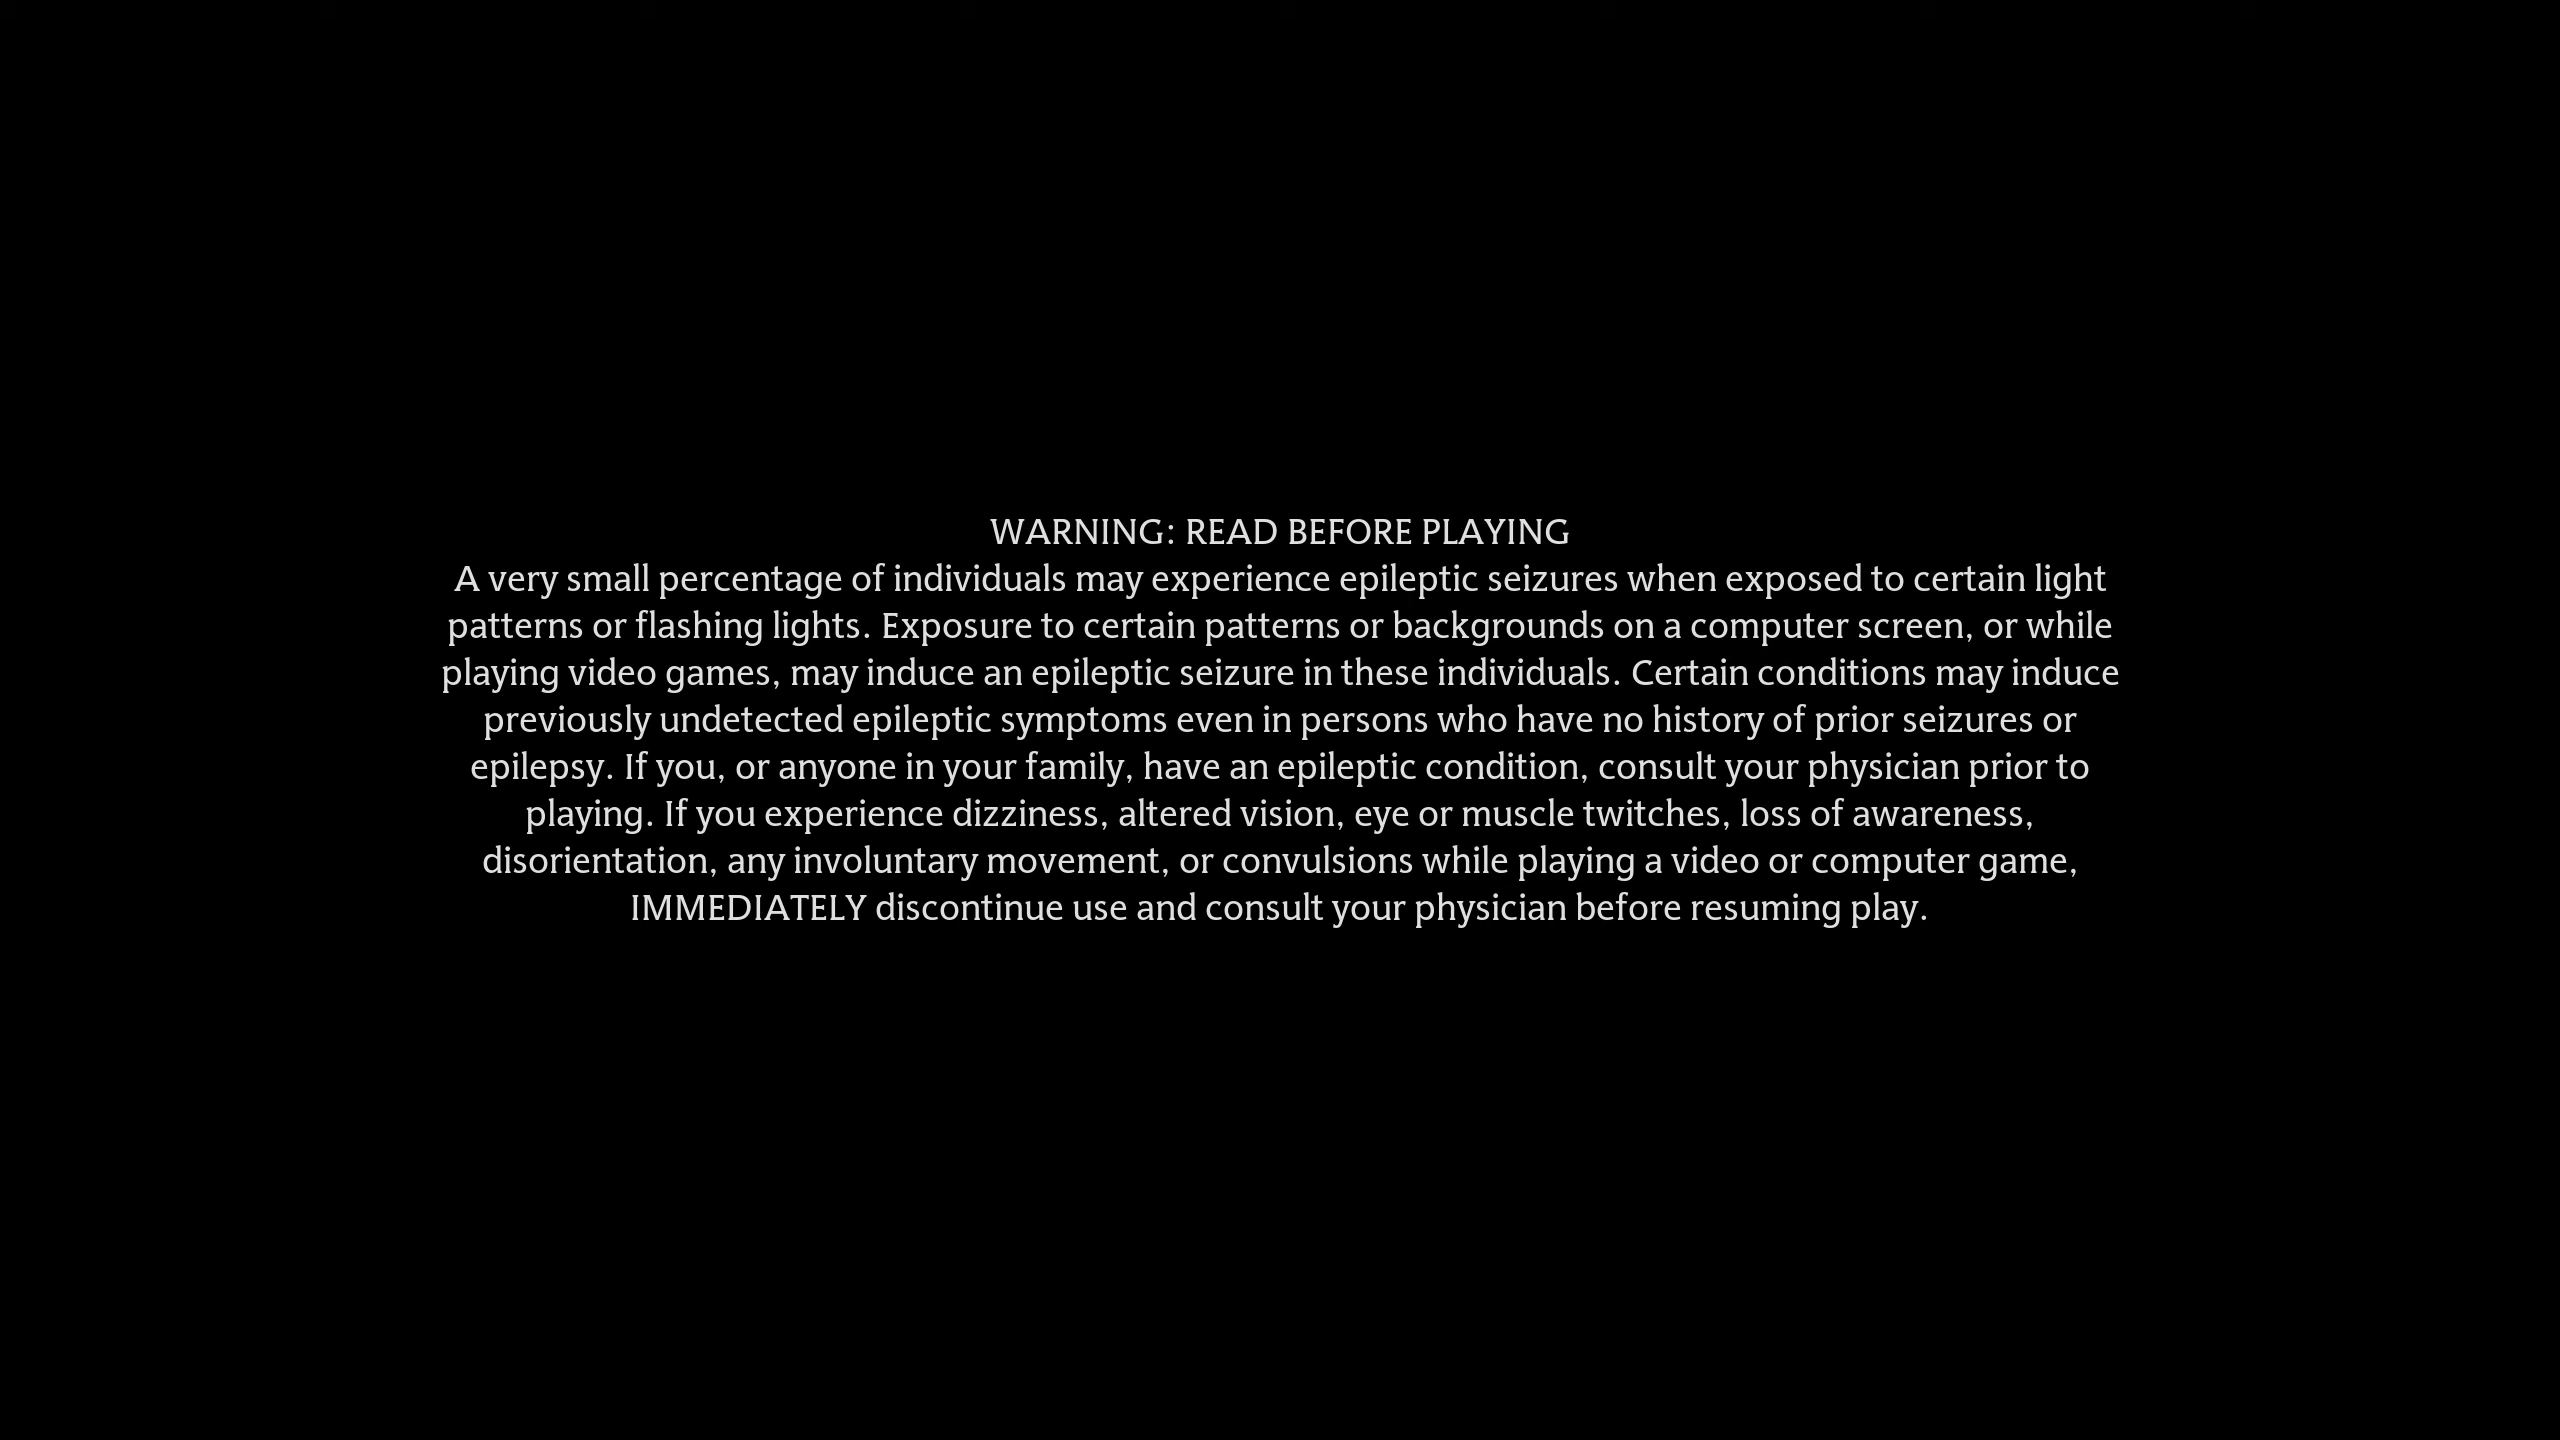 WARNING: READ BEFORE PLAYING
A very small percentage of individuals may experience epileptic seizures when exposed to certain light
patterns or flashing lights. Exposure to certain patterns or backgrounds on a computer screen, or while
playing video games, may induce an epileptic seizure in these individuals. Certain conditions may induce
previously undetected epileptic symptoms even in persons who have no history of prior seizures or
epilepsy. If you, or anyone in your family, have an epileptic condition, consult your physician prior to
playing. If you experience dizziness, altered vision, eye or muscle twitches, loss of awareness,
disorientation, any involuntary movement, or convulsions while playing a video or computer game,
IMMEDIATELY discontinue use and consult your physician before resuming play.